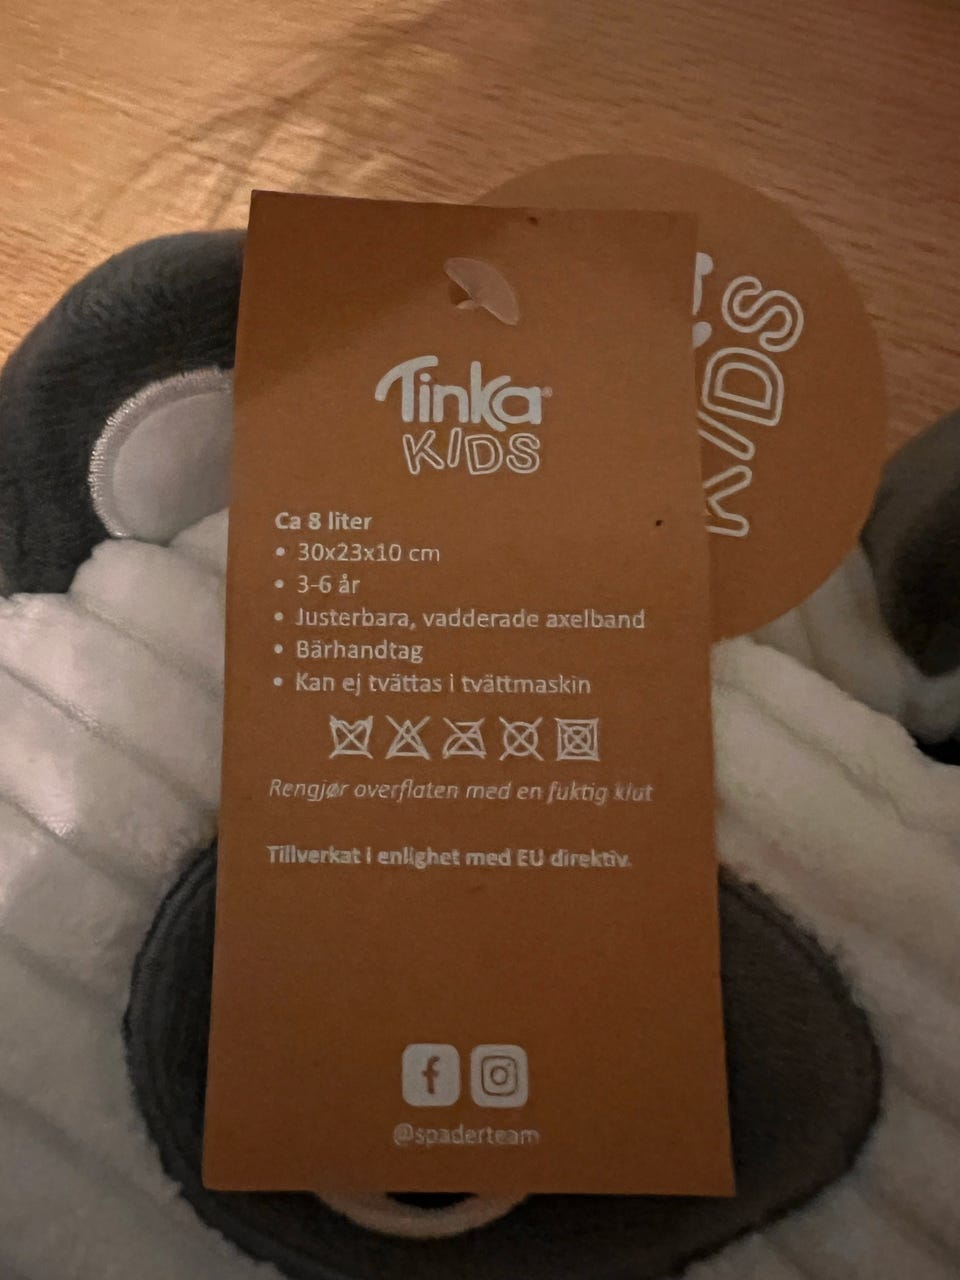 Tinka®
KIDS
Ca 8 liter
• 30x23x10 cm
• 3-6 år
• Justerbara, vadderade axelband
• Bärhandtag
• Kan ej tvättas i tvättmaskin
Rengjør overflaten med en fuktig klut
Tillverkat i enlighet med EU direktiv.
@spaderteam
KIDS